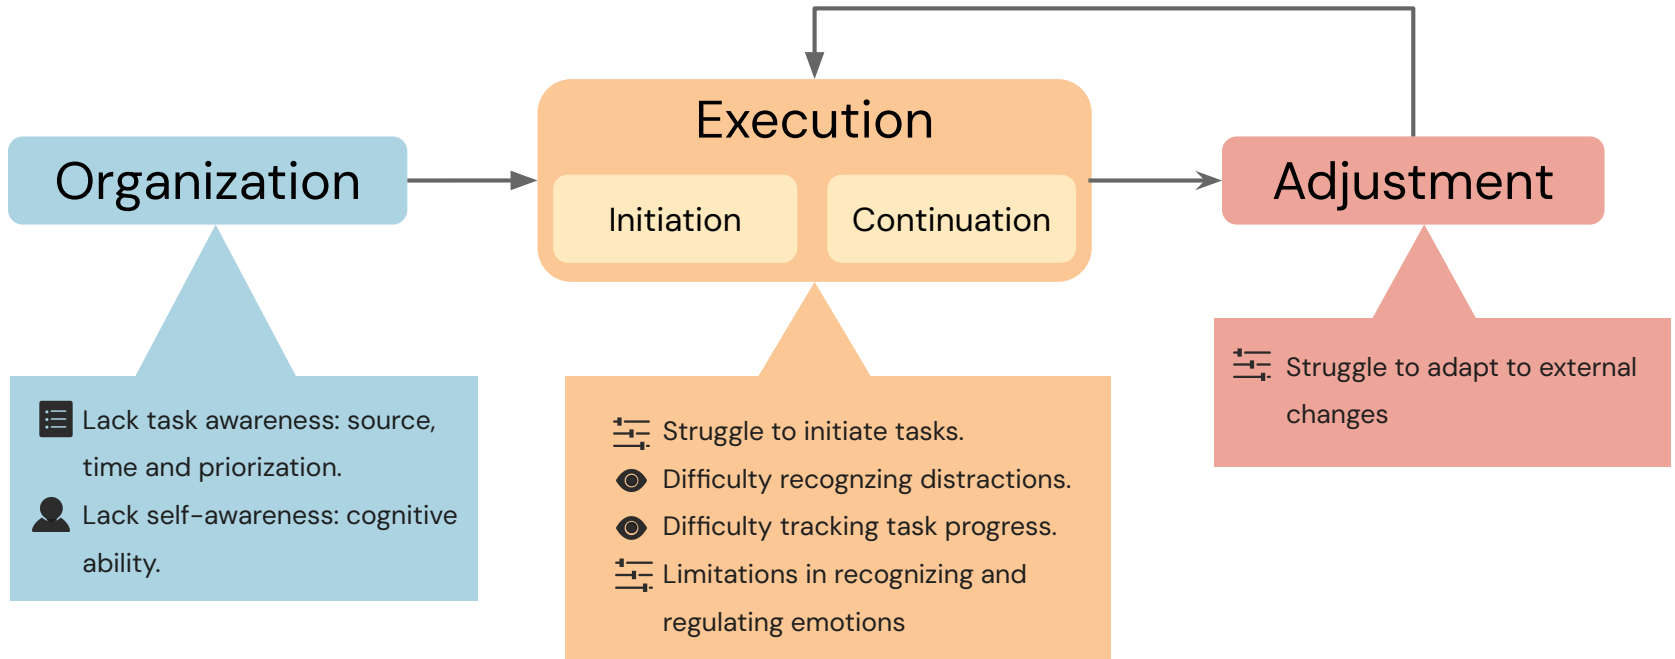 Organization
Execution
Initiation
Continuation
Adjustment
Lack task awareness: source,
time and priorization.
Lack self-awareness: cognitive
ability.
Struggle to initiate tasks.
Difficulty recognzing distractions.
Difficulty tracking task progress.
Limitations in recognizing and
regulating emotions
Struggle to adapt to external
changes